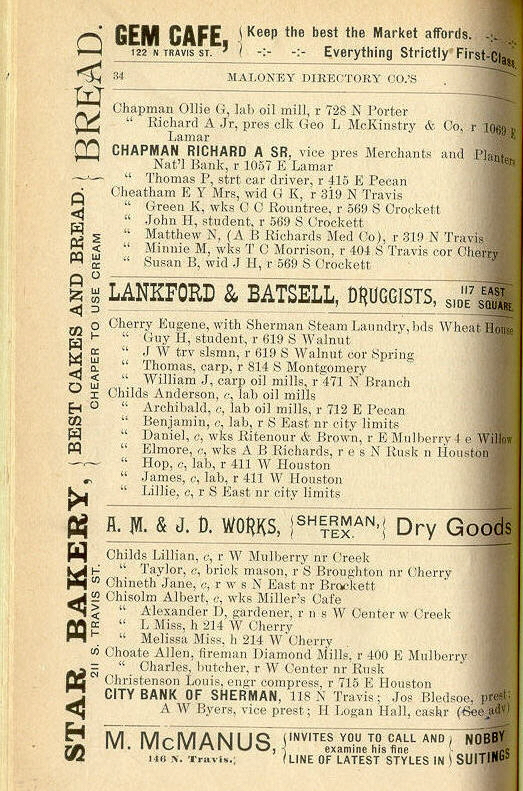 GEM CAFE, { Keep the best the Market affords. -:- -:-
122 N TRAVIS ST. -:- -:- Everything Strictly First-Class.
34 MALONEY DIRECTORY CO.'S
Chapman Ollie G, lab oil mill, r 728 N Porter
“ Richard A Jr, pres clk Geo L McKinstry & Co, r 1069 E
Lamar
CHAPMAN RICHARD A SR, vice pres Merchants and Planters
Nat'l Bank, r 1057 E Lamar
“ Thomas P, strt car driver, r 415 E Pecan
Cheatham E Y Mrs, wid G K, r 319 N Travis
“ Green K, wks C C Rountree, r 569 S Crockett
“ John H, student, r 569 S Crockett
“ Matthew N, (A B Richards Med Co), r 319 N Travis
“ Minnie M, wks T C Morrison, r 404 S Travis cor Cherry
“ Susan B, wid J H, r 569 S Crockett
LANKFORD & BATSELL, DRUGGISTS, 117 EAST
SIDE SQUARE.
Cherry Eugene, with Sherman Steam Laundry, bds Wheat House
“ Guy H, student, r 619 S Walnut
“ J W trv slsmn, r 619 S Walnut cor Spring
“ Thomas, carp, r 814 S Montgomery
“ William J, carp oil mills, r 471 N Branch
Childs Anderson, c, lab oil mills
“ Archibald, c, lab oil mills, r 712 E Pecan
“ Benjamin, c, lab, r S East nr city limits
“ Daniel, c, wks Ritenour & Brown, r E Mulberry 4 e Willow
“ Elmore, c, wks A B Richards, r e s N Rusk n Houston
“ Hop, c, lab, r 411 W Houston
“ James, c, lab, r 411 W Houston
“ Lillie, c, r S East nr city limits
A. M. & J. D. WORKS, { SHERMAN, TEX. } Dry Goods
Childs Lillian, c, r W Mulberry nr Creek
“ Taylor, c, brick mason, r S Broughton nr Cherry
Chineth Jane, c, r w s N East nr Brockett
Chisolm Albert, c, wks Miller's Cafe
“ Alexander D, gardener, r n s W Center w Creek
“ L Miss, h 214 W Cherry
“ Melissa Miss, h 214 W Cherry
Choate Allen, fireman Diamond Mills, r 400 E Mulberry
“ Charles, butcher, r W Center nr Rusk
Christenson Louis, engr compress, r 715 E Houston
CITY BANK OF SHERMAN, 118 N Travis; Jos Bledsoe, prest;
A W Byers, vice prest; H Logan Hall, caskr (See adv)
M. McMANUS,
146 N. Travis.
{ INVITES YOU TO CALL AND
examine his fine
LINE OF LATEST STYLES IN }
NOBBY
SUITINGS
STAR BAKERY, { BEST CAKES AND BREAD. } BREAD.
211 S. TRAVIS ST. CHEAPER TO USE CREAM